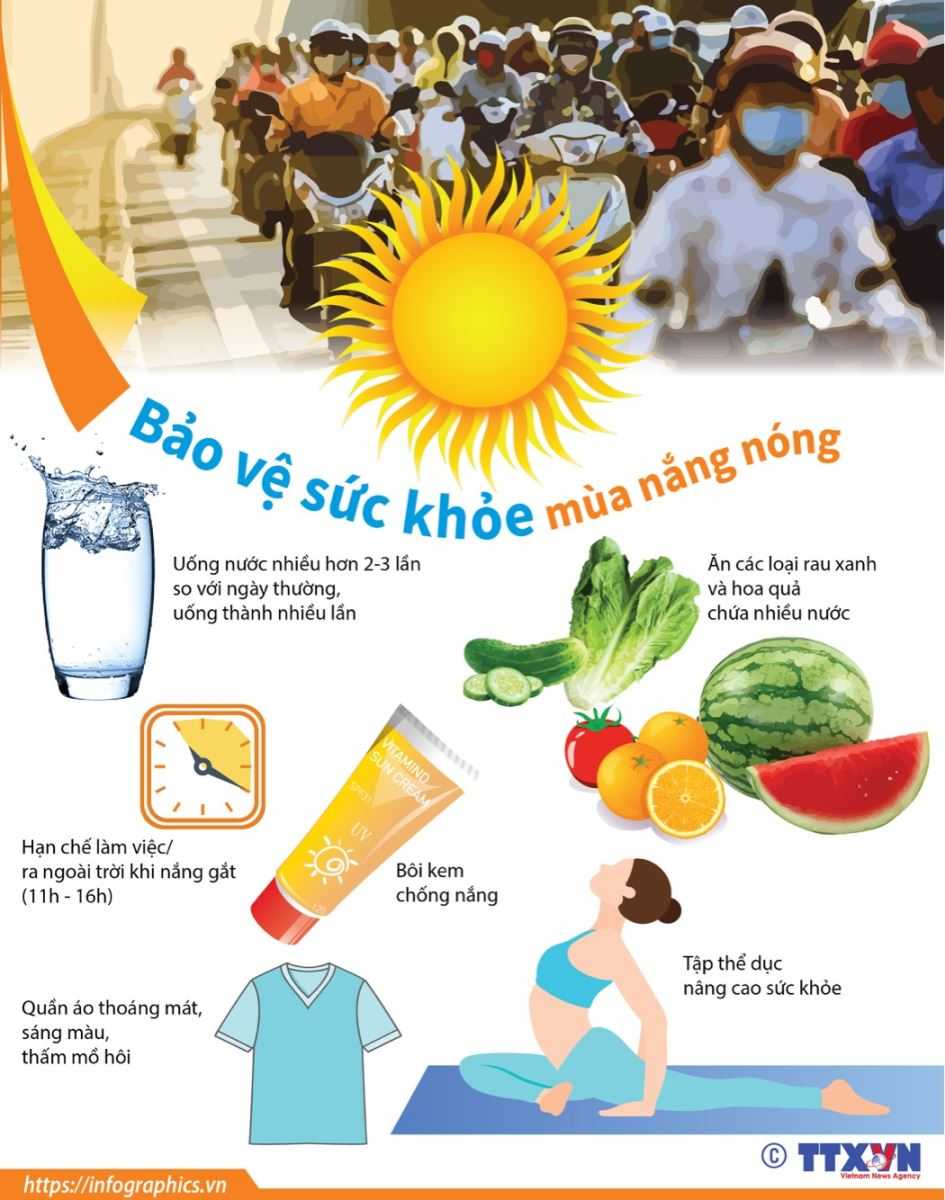 Bảo vệ sức khỏe mùa nắng nóng
Uống nước nhiều hơn 2-3 lần
so với ngày thường,
uống thành nhiều lần
Ăn các loại rau xanh
và hoa quả
chứa nhiều nước
Hạn chế làm việc/
ra ngoài trời khi nắng gắt
(11h - 16h)
VITAMIND
SUN CREAM
SPF31
UV
120
Bôi kem
chống nắng
Tập thể dục
nâng cao sức khỏe
Quần áo thoáng mát,
sáng màu,
thấm mồ hôi
© TTXVN
Vietnam News Agency
https://infographics.vn